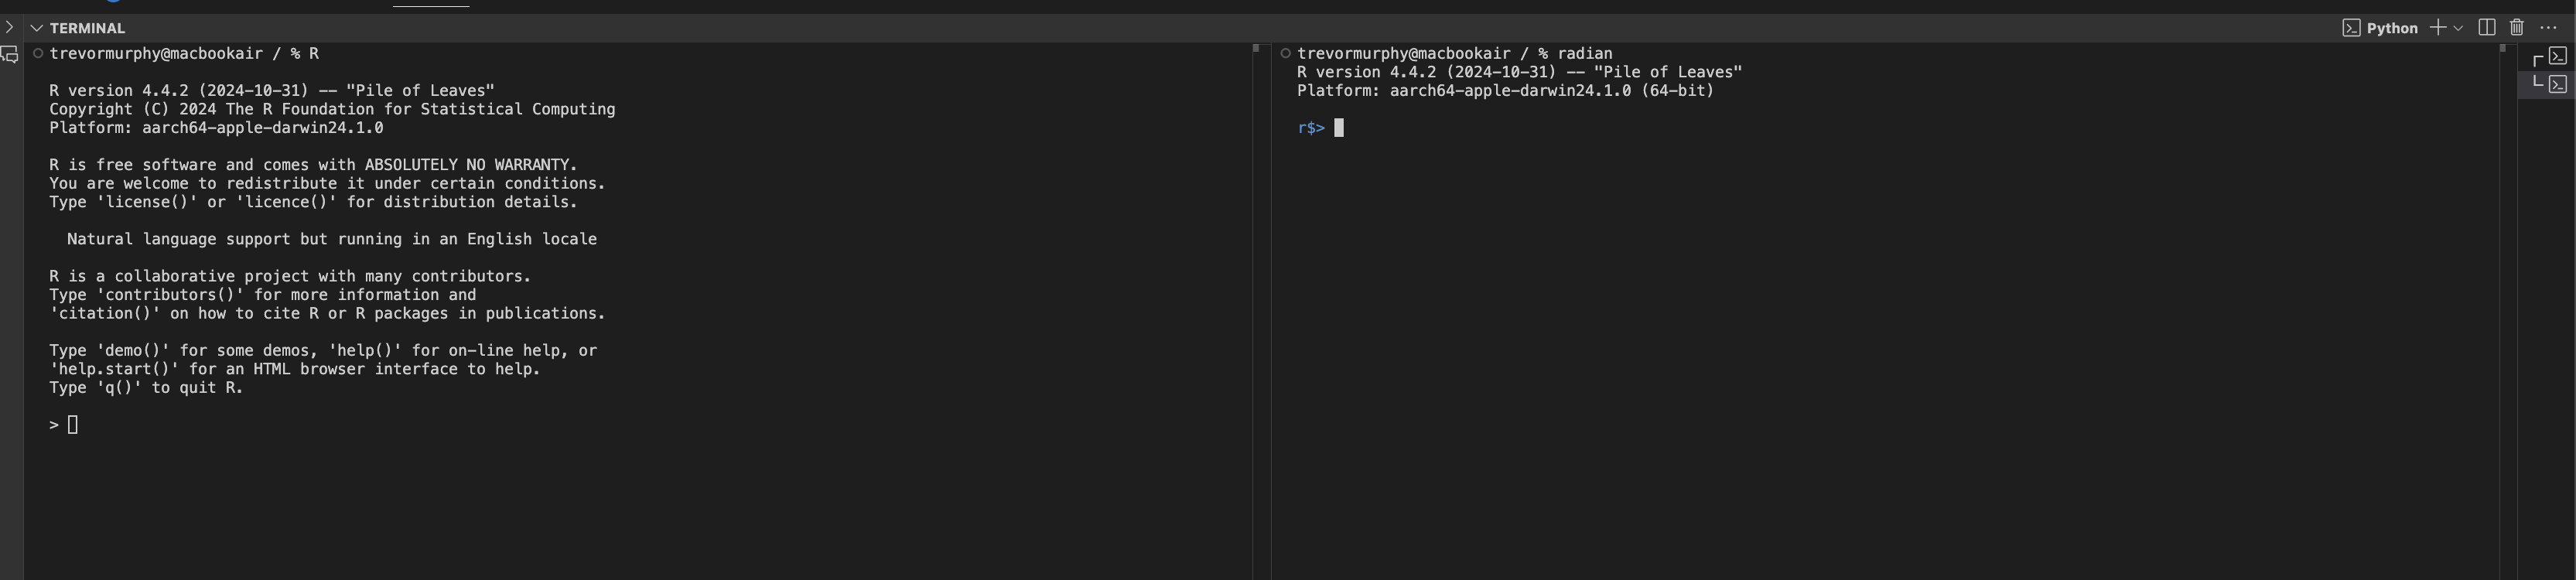 TERMINAL
Python
trevormurphy@macbookair / % R
R version 4.4.2 (2024-10-31) -- "Pile of Leaves"
Copyright (C) 2024 The R Foundation for Statistical Computing
Platform: aarch64-apple-darwin24.1.0
R is free software and comes with ABSOLUTELY NO WARRANTY.
You are welcome to redistribute it under certain conditions.
Type 'license()' or 'licence()' for distribution details.
Natural language support but running in an English locale
R is a collaborative project with many contributors.
Type 'contributors()' for more information and
'citation()' on how to cite R or R packages in publications.
Type 'demo()' for some demos, 'help()' for on-line help, or
'help.start()' for an HTML browser interface to help.
Type 'q()' to quit R.
>
trevormurphy@macbookair / % radian
R version 4.4.2 (2024-10-31) -- "Pile of Leaves"
Platform: aarch64-apple-darwin24.1.0 (64-bit)
r$>